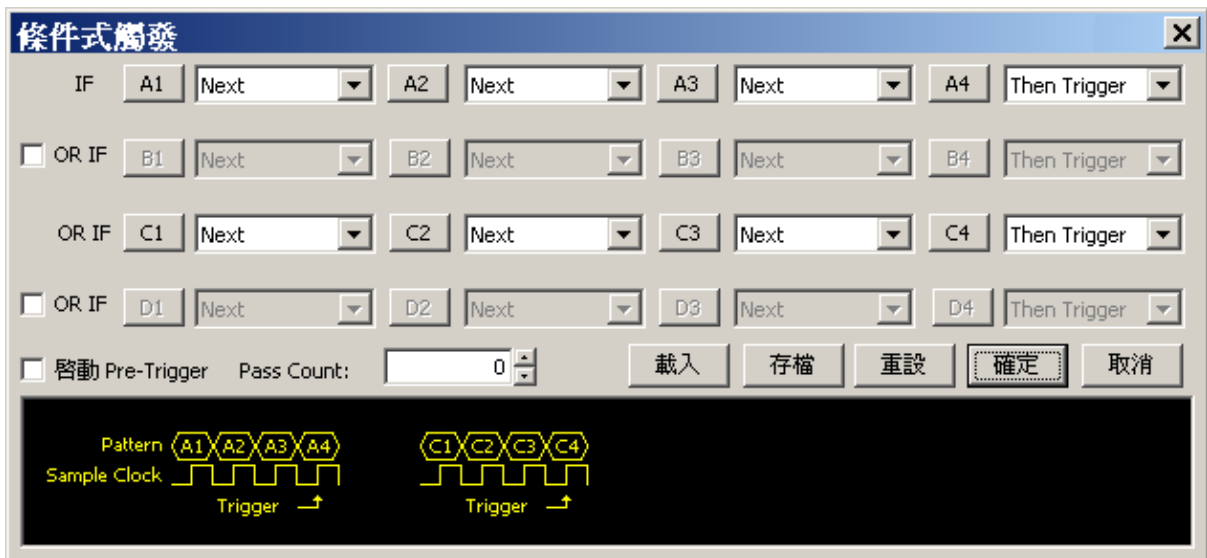 條件式觸發
IF A1 Next A2 Next A3 Next A4 Then Trigger
OR IF B1 Next B2 Next B3 Next B4 Then Trigger
OR IF C1 Next C2 Next C3 Next C4 Then Trigger
OR IF D1 Next D2 Next D3 Next D4 Then Trigger
啓動 Pre-Trigger Pass Count: 0 載入 存檔 重設 確定 取消
Pattern A1 A2 A3 A4 C1 C2 C3 C4
Sample Clock
Trigger Trigger